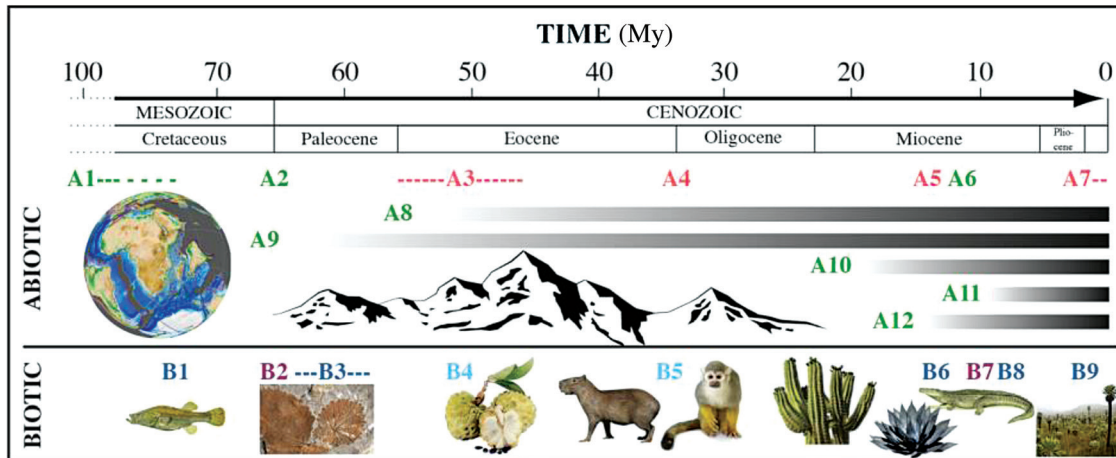 TIME (My)
100 70 60 50 40 30 20 10 0
MESOZOIC CENOZOIC
Cretaceous Paleocene Eocene Oligocene Miocene Plio-
cene
A1--- - - - - A2 ------A3------ A4 A5 A6 A7--
A8
A9
A10
A11
A12
ABIOTIC
B1 B2 ---B3--- B4 B5 B6 B7 B8 B9
BIOTIC